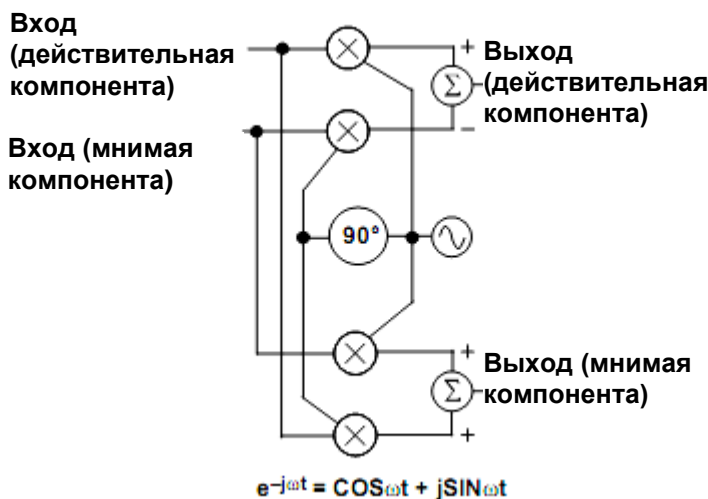 Вход
(действительная
компонента)
Вход (мнимая
компонента)
+
Σ
−
Выход
(действительная
компонента)
90°
+
Σ
+
Выход (мнимая
компонента)
e^–jωt = COSωt + jSINωt